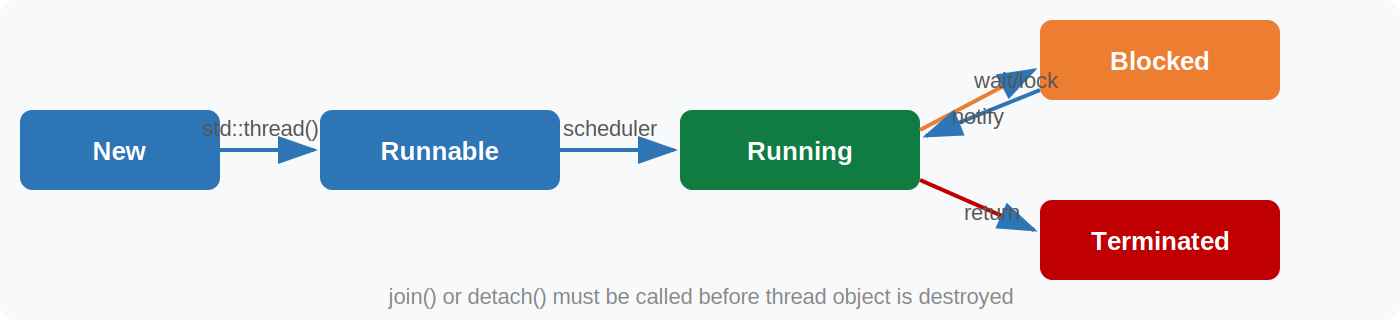 New
std::thread()
Runnable
scheduler
Running
wait/lock
notify
Blocked
return
Terminated
join() or detach() must be called before thread object is destroyed